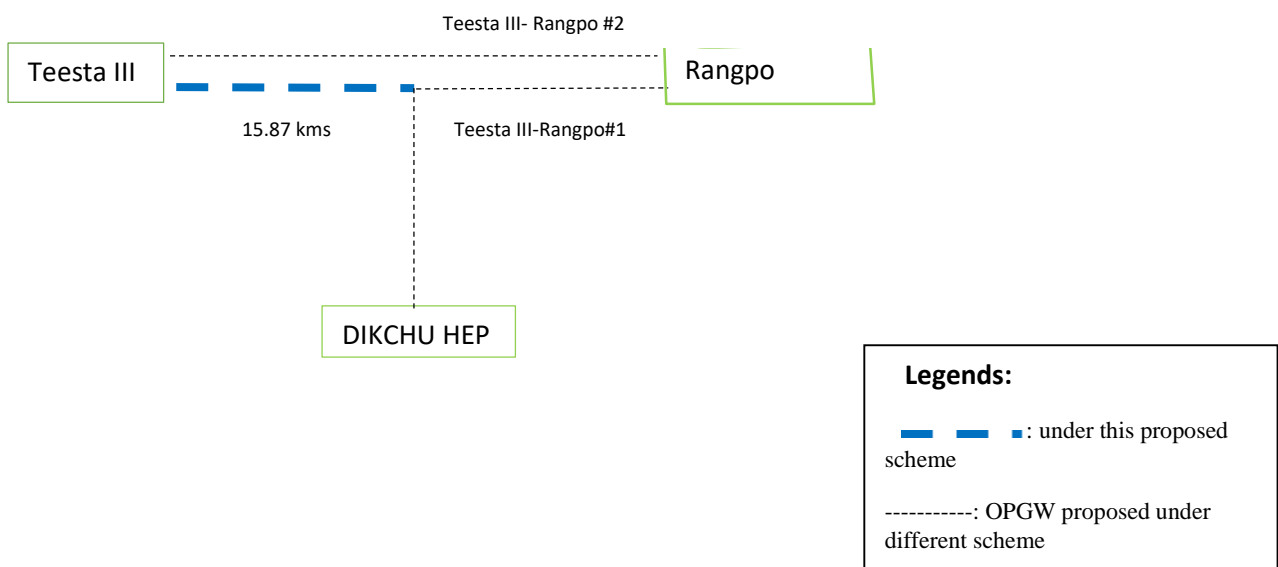 Teesta III- Rangpo #2
Teesta III
Rangpo
15.87 kms
Teesta III-Rangpo#1
DIKCHU HEP
Legends:
: under this proposed
scheme
-----------: OPGW proposed under
different scheme